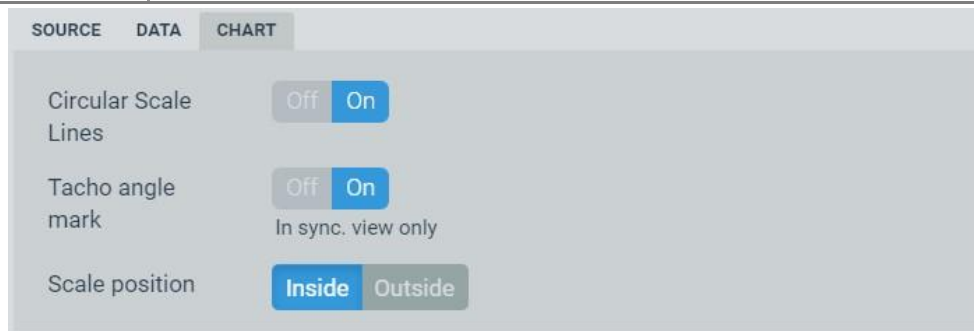 SOURCE DATA CHART
Circular Scale Off On
Lines
Tacho angle Off On
mark
In sync. view only
Scale position Inside Outside